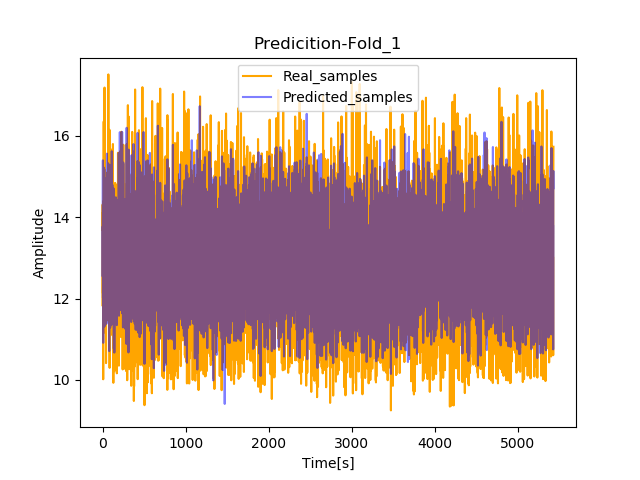 Predicition-Fold_1
Real_samples
Predicted_samples
Amplitude
16
14
12
10
0 1000 2000 3000 4000 5000
Time[s]